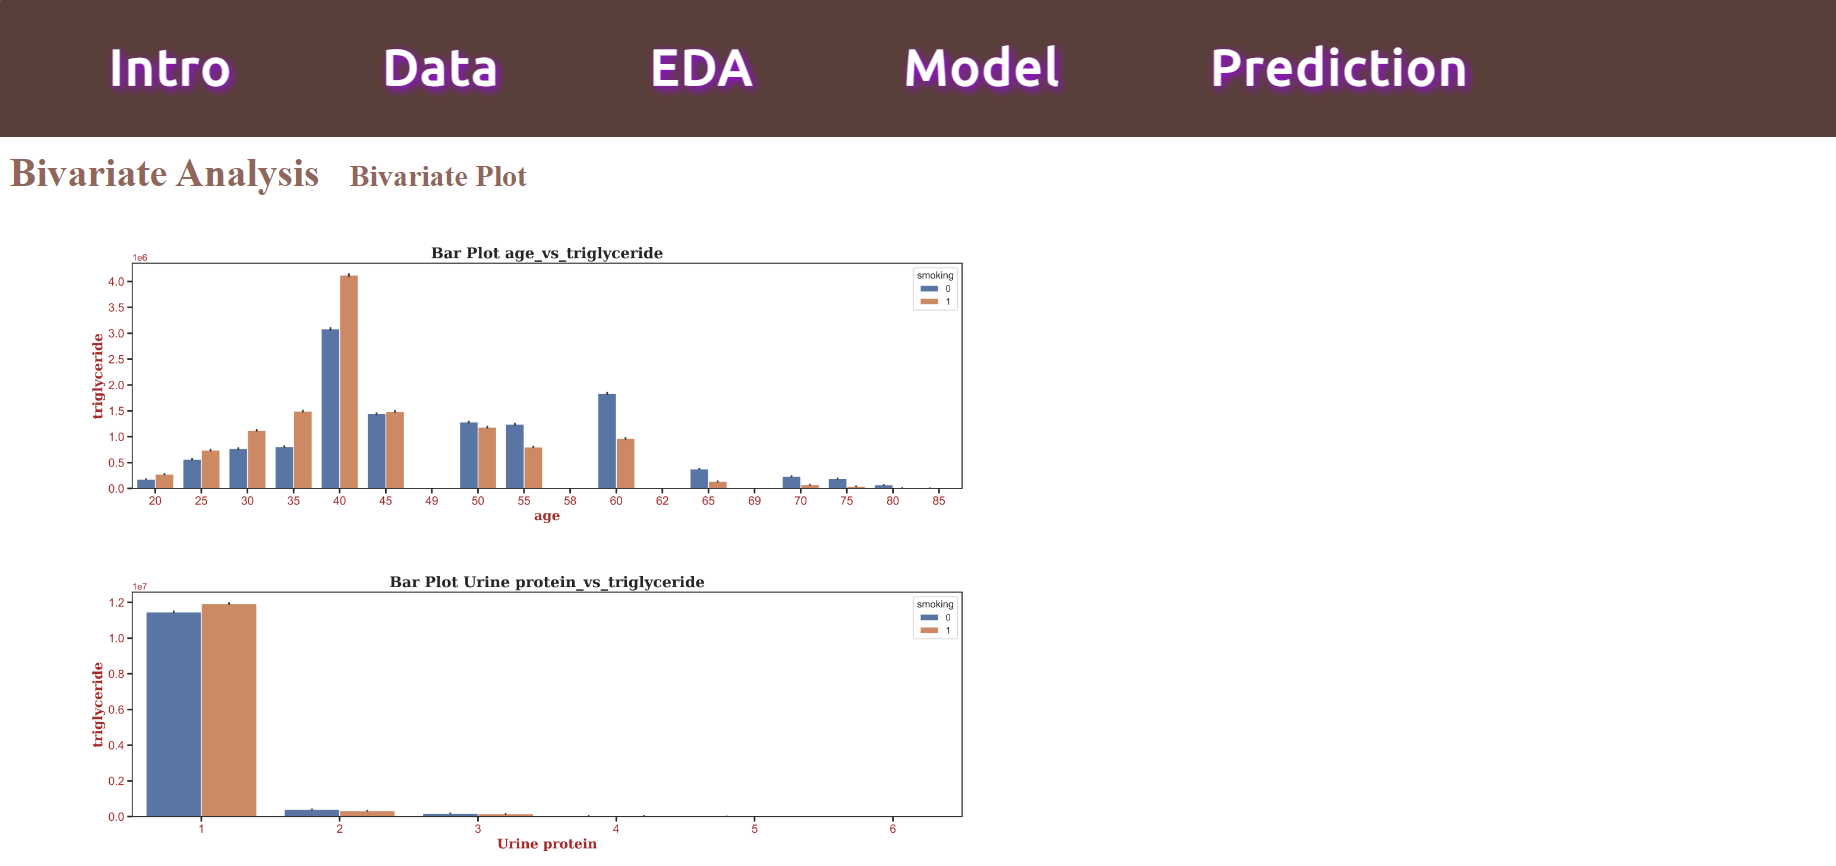 Intro Data EDA Model Prediction
Bivariate Analysis Bivariate Plot
Bar Plot age_vs_triglyceride
1e6
smoking
0
1
4.0
3.5
3.0
2.5
2.0
1.5
1.0
0.5
0.0
triglyceride
20 25 30 35 40 45 49 50 55 58 60 62 65 69 70 75 80 85
age
Bar Plot Urine protein_vs_triglyceride
1e7
smoking
0
1
1.2
1.0
0.8
0.6
0.4
0.2
0.0
triglyceride
1 2 3 4 5 6
Urine protein